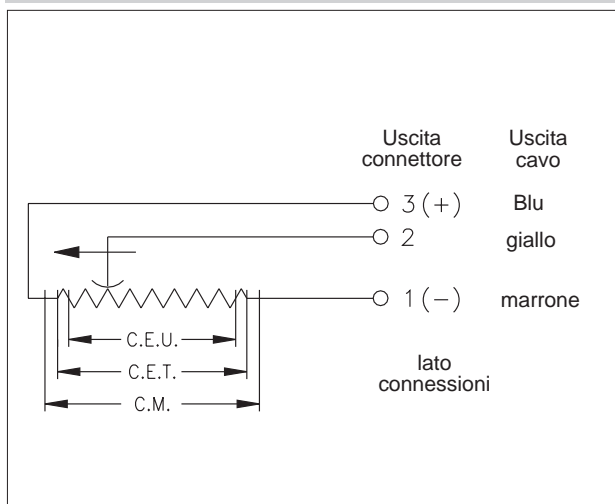 Uscita
connettore
Uscita
cavo
3(+)
Blu
2
giallo
1(-)
marrone
C.E.U.
C.E.T.
C.M.
lato
connessioni